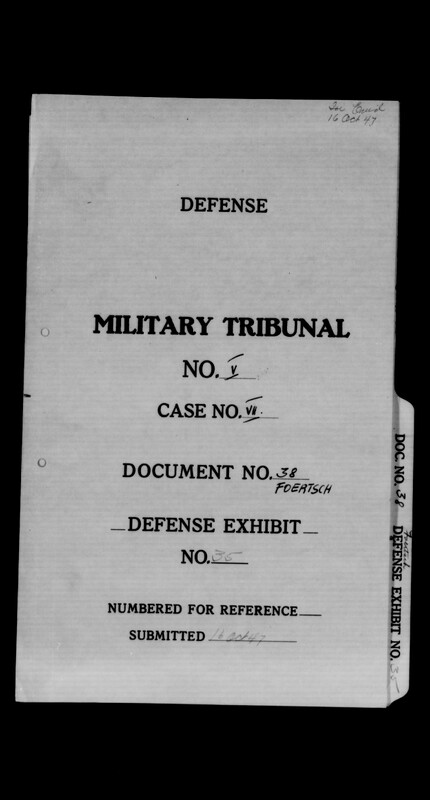 16 Oct 47
DEFENSE
MILITARY TRIBUNAL
NO. V
CASE NO. VII.
DOCUMENT NO. 38
FOERTSCH
DEFENSE EXHIBIT
NO. 35
NUMBERED FOR REFERENCE
SUBMITTED 16 Oct 47
DOC. NO. 38
Foertsch
DEFENSE EXHIBIT NO. 35